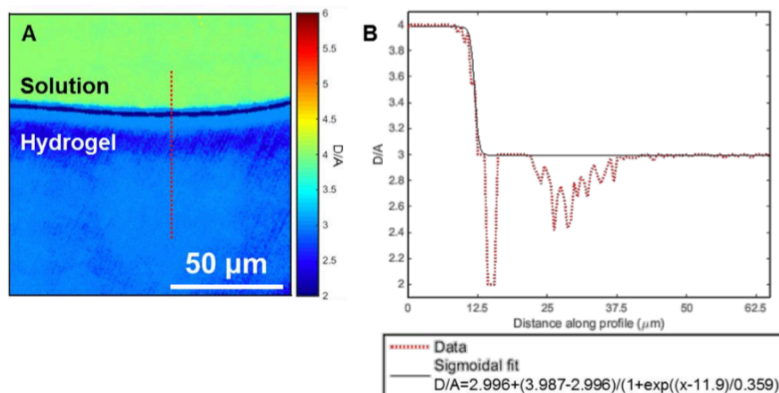 A
Solution
Hydrogel
50 μm
6
5.5
5
4.5
4
3.5
3
2.5
2
D/A
B
4
3.8
3.6
3.4
3.2
3
2.8
2.6
2.4
2.2
2
D/A
0 12.5 25 37.5 50 62.5
Distance along profile (μm)
Data
Sigmoidal fit
D/A=2.996+(3.987-2.996)/(1+exp((x-11.9)/0.359)